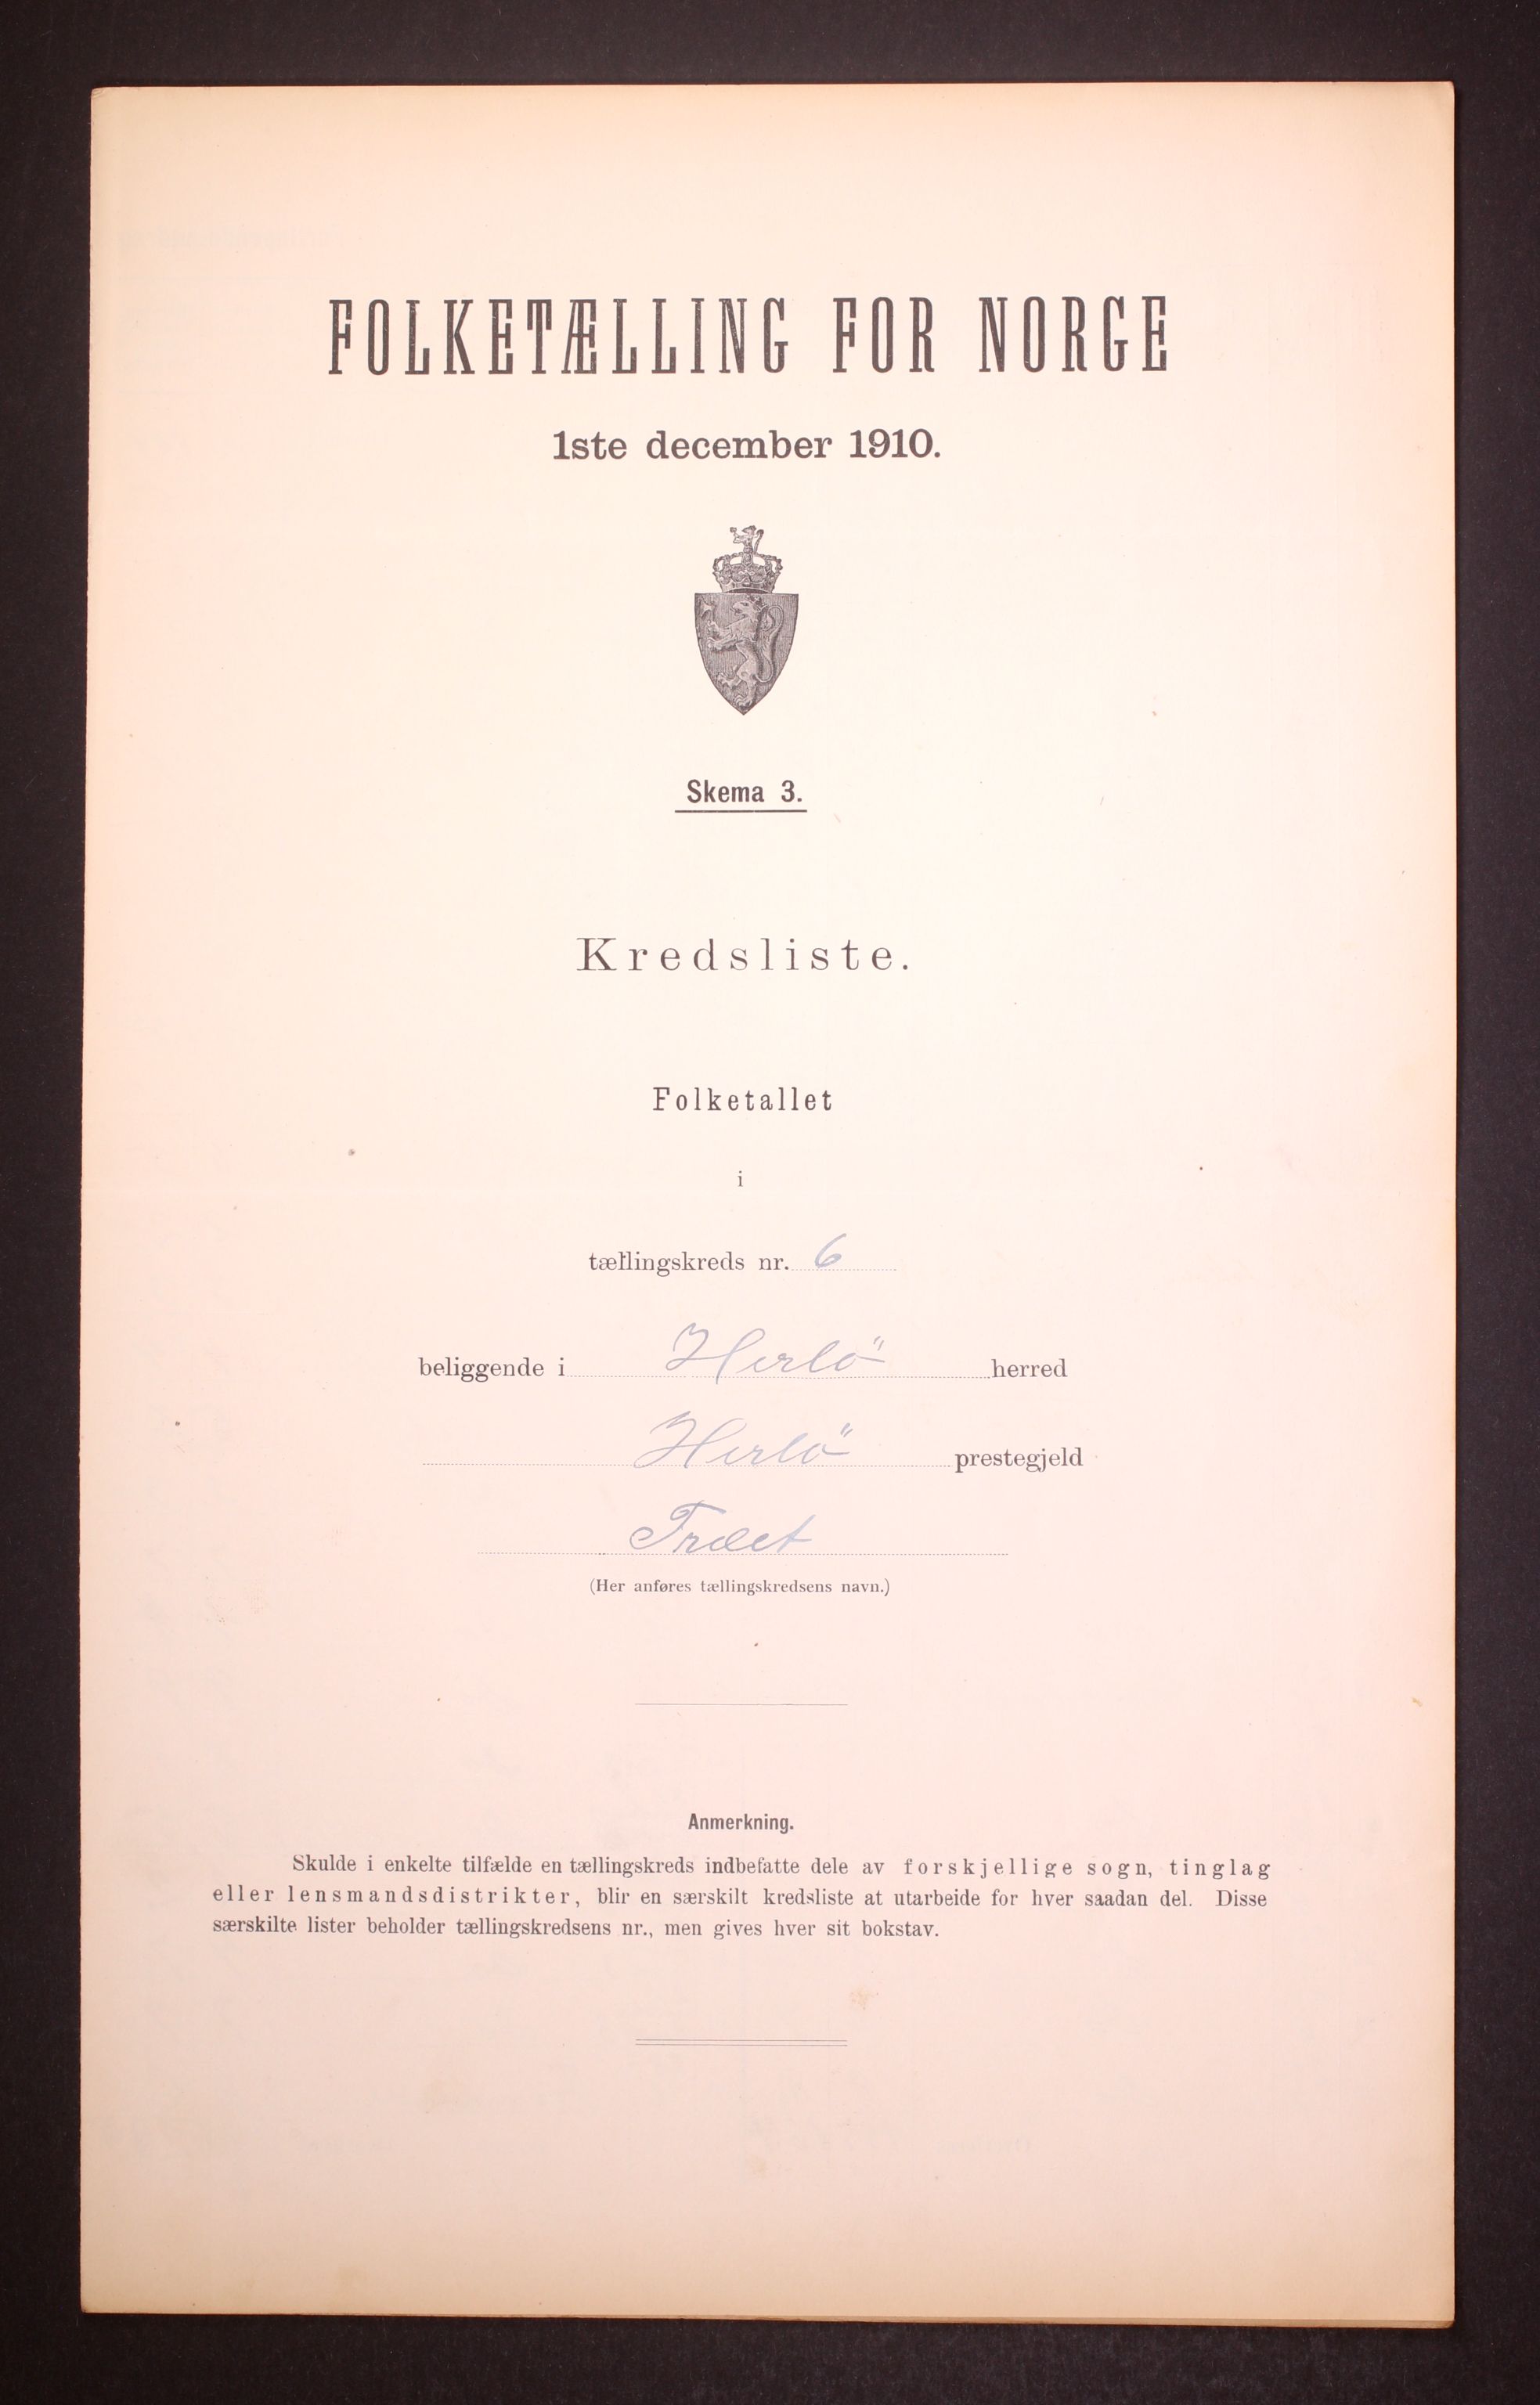 FOLKETÆLLING FOR NORGE
1ste december 1910.
Skema 3.
Kredsliste.
Folketallet
i
tællingskreds nr. 6
beliggende i Herlö herred
Herlö prestegjeld
Træet
(Her anføres tællingskredsens navn.)
Anmerkning.
Skulde i enkelte tilfælde en tællingskreds indbefatte dele av forskjellige sogn, tinglag
eller lensmandsdistrikter, blir en særskilt kredsliste at utarbeide for hver saadan del. Disse
særskilte lister beholder tællingskredsens nr., men gives hver sit bokstav.